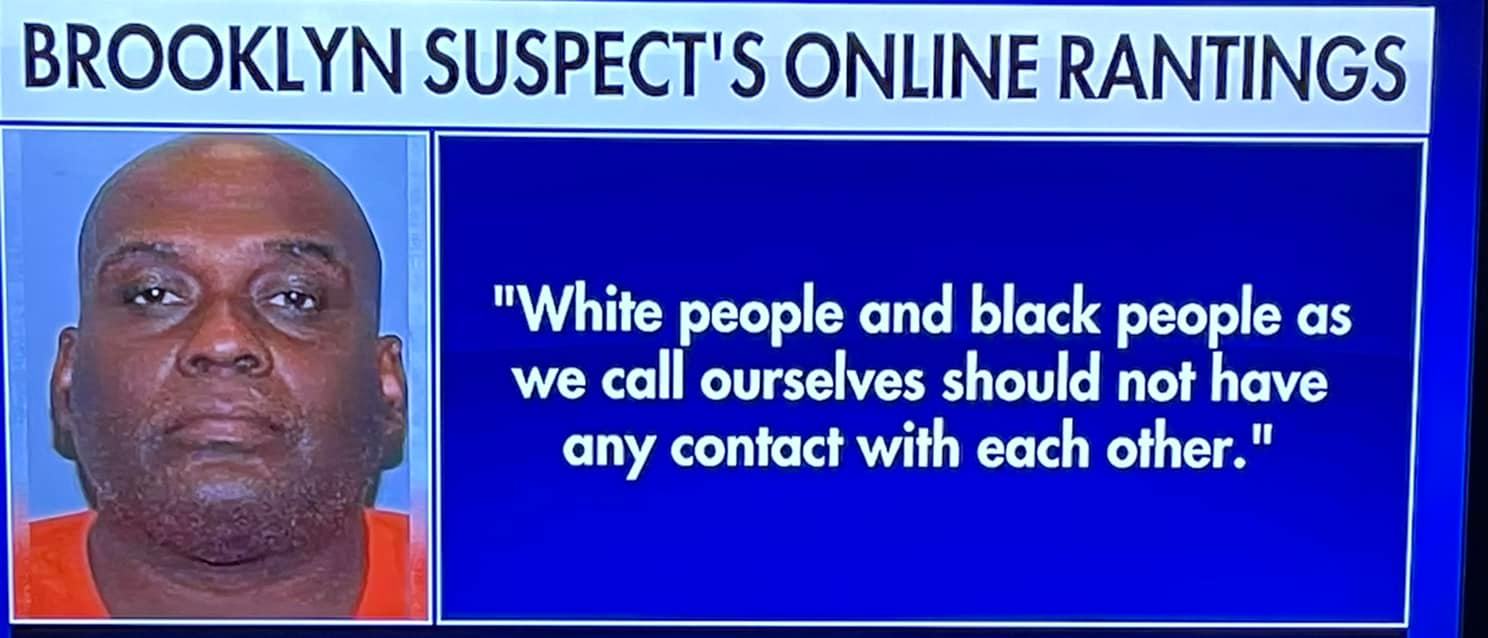 BROOKLYN SUSPECT'S ONLINE RANTINGS
"White people and black people as
we call ourselves should not have
any contact with each other."